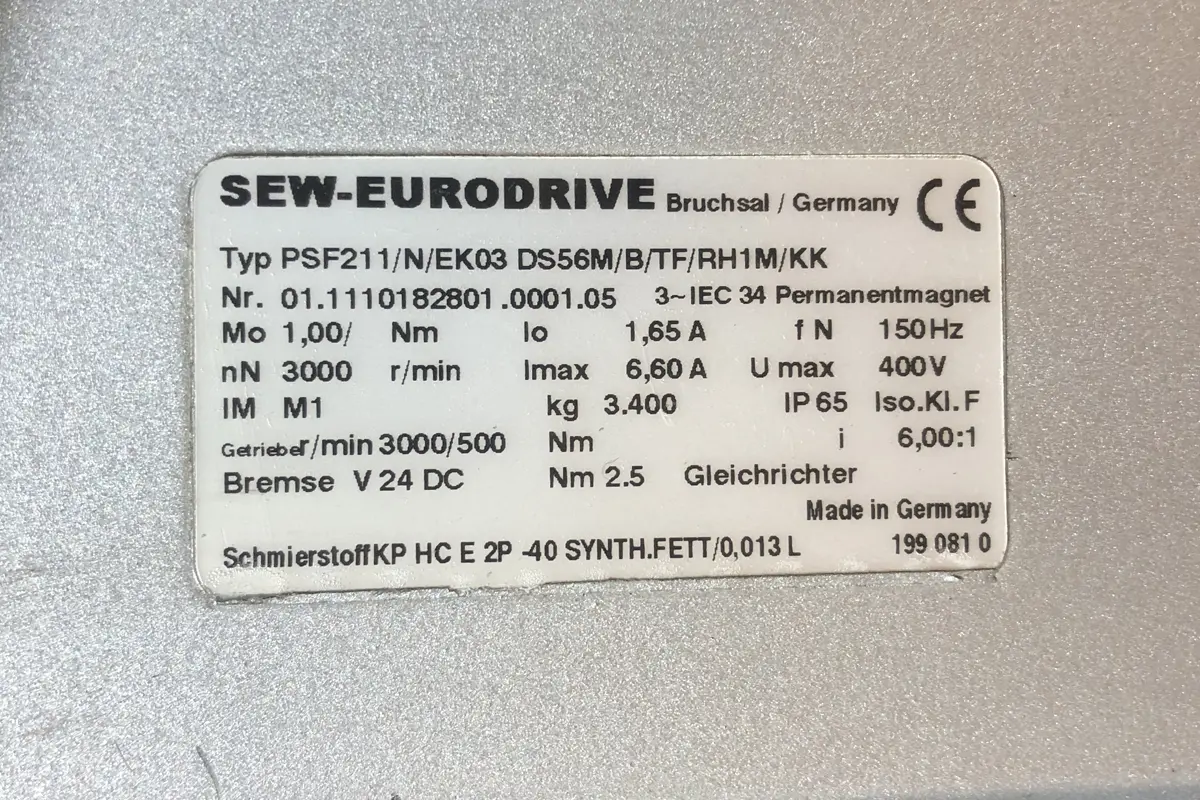 SEW-EURODRIVE Bruchsal / Germany CE
Typ PSF211/N/EK03 DS56M/B/TF/RH1M/KK
Nr. 01.1110182801.0001.05 3~IEC 34 Permanentmagnet
Mo 1,00/ Nm Io 1,65 A f N 150 Hz
nN 3000 r/min Imax 6,60 A U max 400 V
IM M1 kg 3.400 IP 65 Iso.Kl. F
Getriebe r/min 3000/500 Nm i 6,00:1
Bremse V 24 DC Nm 2.5 Gleichrichter
Made in Germany
Schmierstoff KP HC E 2P -40 SYNTH.FETT/0,013 L 199 081 0